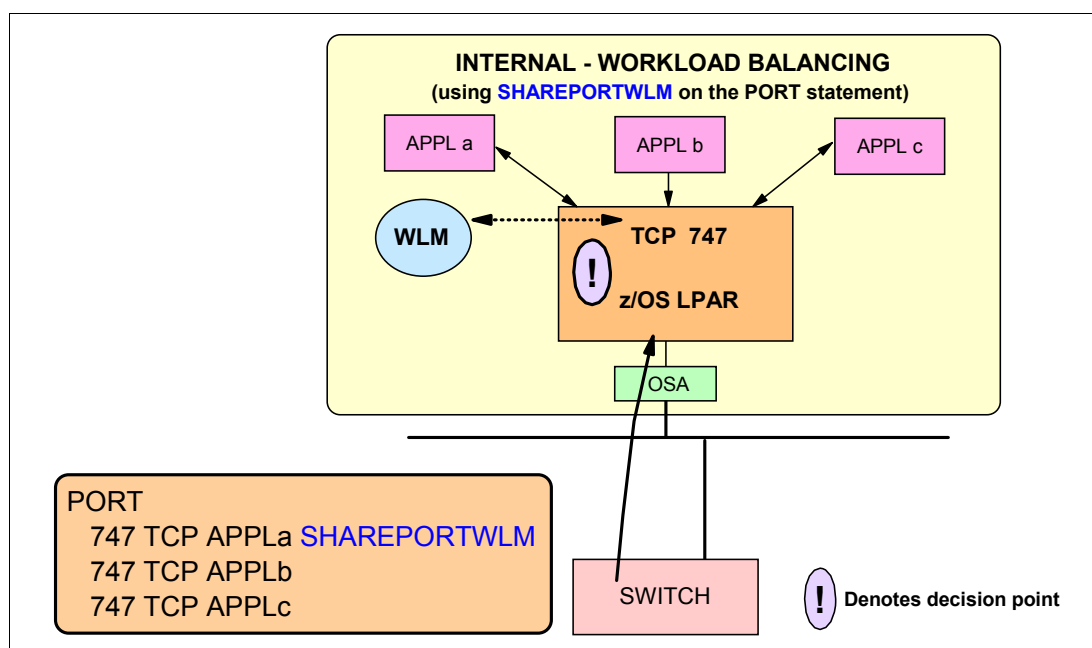 INTERNAL - WORKLOAD BALANCING
(using SHAREPORTWLM on the PORT statement)
APPL a
APPL b
APPL c
WLM
TCP 747
!
z/OS LPAR
OSA
PORT
747 TCP APPLa SHAREPORTWLM
747 TCP APPLb
747 TCP APPLc
SWITCH
! Denotes decision point